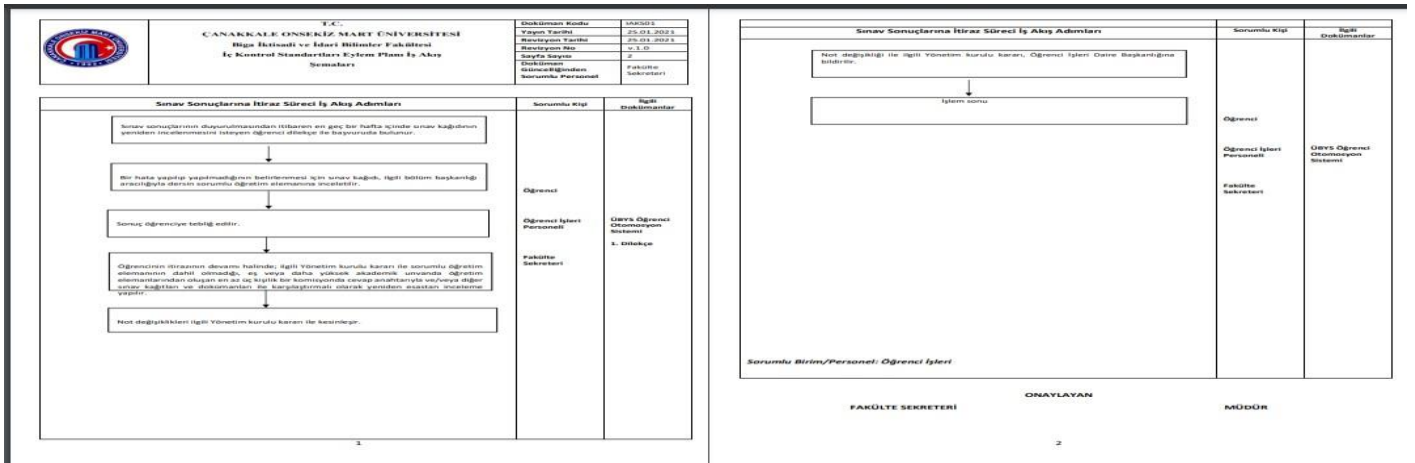 T.C.
ÇANAKKALE ONSEKİZ MART ÜNİVERSİTESİ
Biga İktisadi ve İdari Bilimler Fakültesi
İç Kontrol Standartları Eylem Planı İş Akış
Şemaları
Doküman Kodu
İAKS01
Yayın Tarihi 25.01.2021
Revizyon Tarihi 25.01.2021
Revizyon No v.1.0
Sayfa Sayısı 2
Doküman
Güncelliğinden
Sorumlu Personel
Fakülte
Sekreteri
Sınav Sonuçlarına İtiraz Süreci İş Akış Adımları
Sorumlu Kişi
İlgili
Dokümanlar
Sınav sonuçlarının duyurulmasından itibaren en geç bir hafta içinde sınav kağıdının
yeniden incelenmesini isteyen öğrenci dilekçe ile başvuruda bulunur.
Bir hata yapılıp yapılmadığının belirlenmesi için sınav kağıdı, ilgili bölüm başkanlığı
aracılığıyla dersin sorumlu öğretim elemanına inceletilir.
Sonuç öğrenciye tebliğ edilir.
Öğrencinin itirazının devamı halinde; ilgili Yönetim kurulu kararı ile sorumlu öğretim
elemanının dahil olmadığı, eş veya daha yüksek akademik unvanda öğretim
elemanlarından oluşan en az üç kişilik bir komisyonda cevap anahtarıyla ve/veya diğer
sınav kağıtları ve dokümanları ile karşılaştırmalı olarak yeniden esastan inceleme
yapılır.
Not değişiklikleri ilgili Yönetim kurulu kararı ile kesinleşir.
Öğrenci
Öğrenci İşleri
Personeli
Fakülte
Sekreteri
ÜBYS Öğrenci
Otomosyon
Sistemi
1. Dilekçe
1
Sınav Sonuçlarına İtiraz Süreci İş Akış Adımları
Sorumlu Kişi
İlgili
Dokümanlar
Not değişikliği ile ilgili Yönetim kurulu kararı, Öğrenci İşleri Daire Başkanlığına
bildirilir.
İşlem sonu
Öğrenci
Öğrenci İşleri
Personeli
Fakülte
Sekreteri
ÜBYS Öğrenci
Otomosyon
Sistemi
Sorumlu Birim/Personel: Öğrenci İşleri
ONAYLAYAN
FAKÜLTE SEKRETERİ MÜDÜR
2